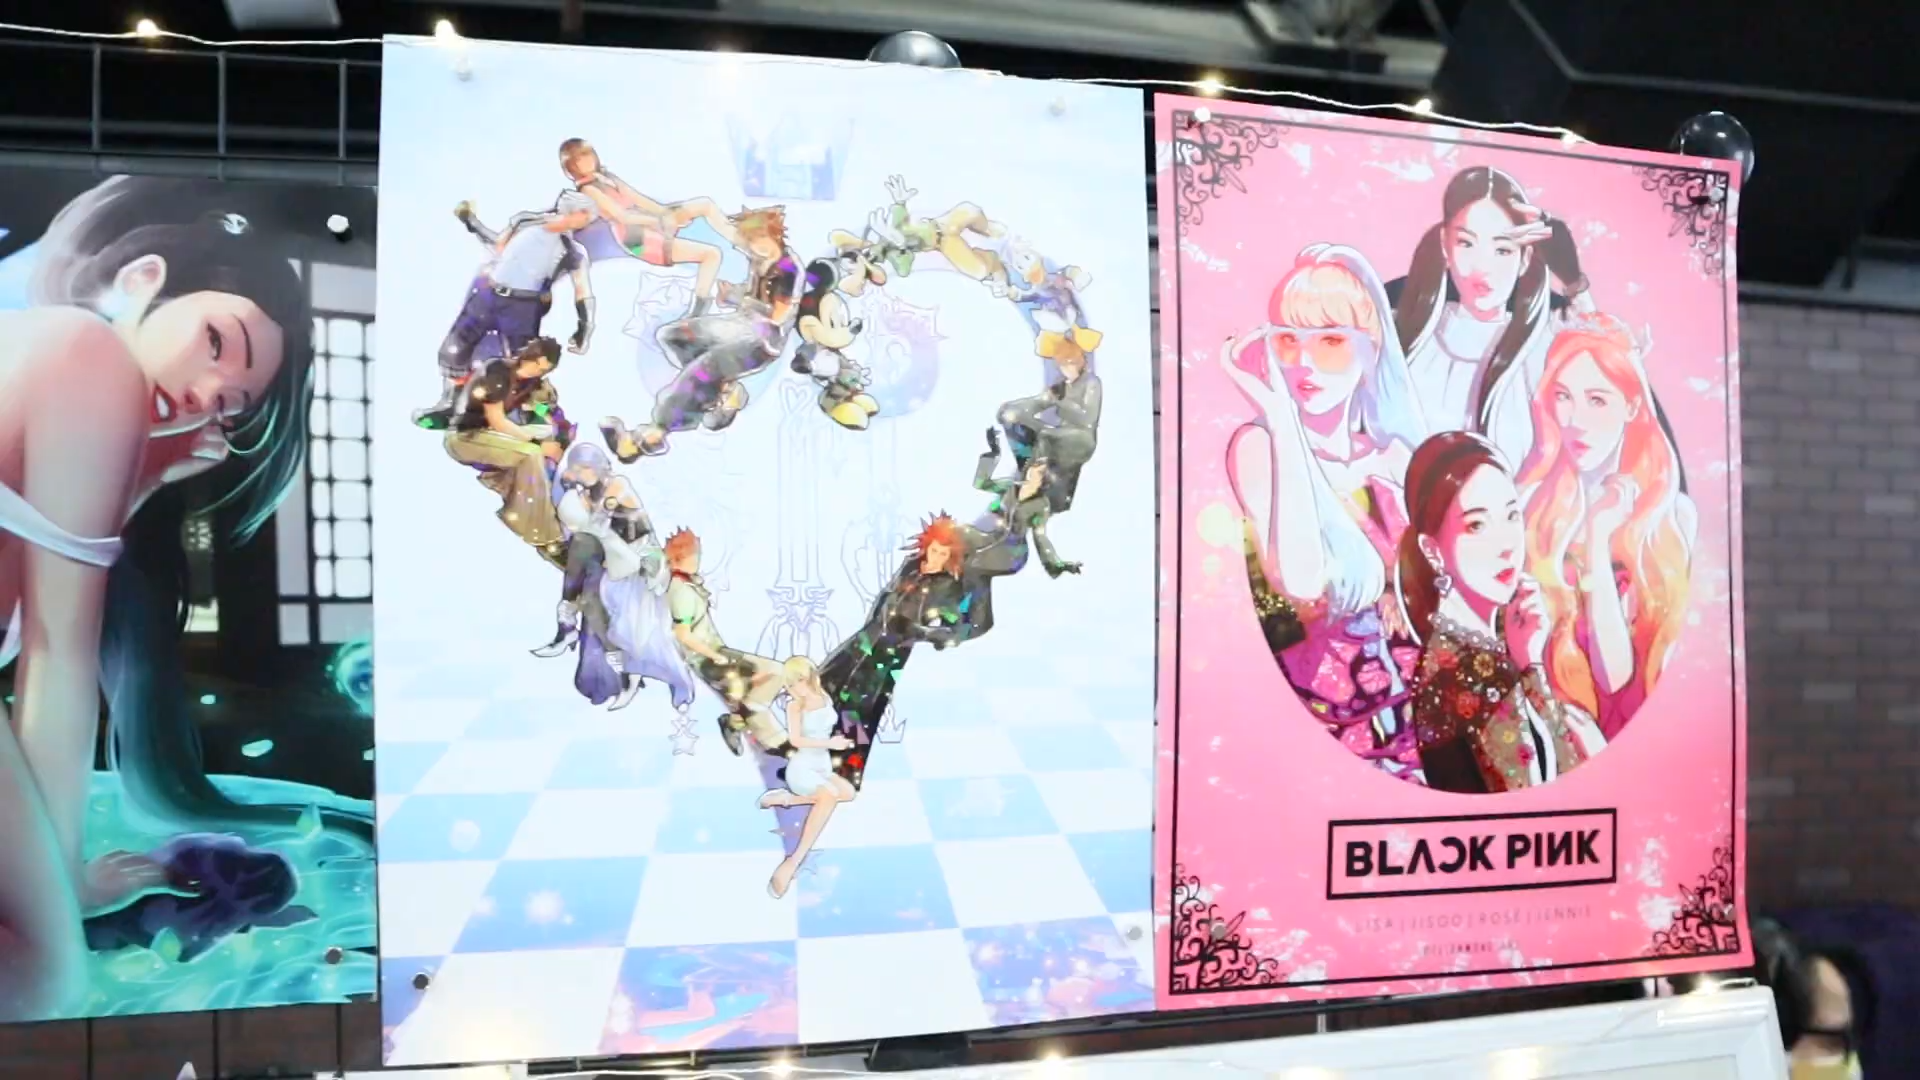 BLACKPINK
LISA | JISOO | ROSÉ | JENNIE